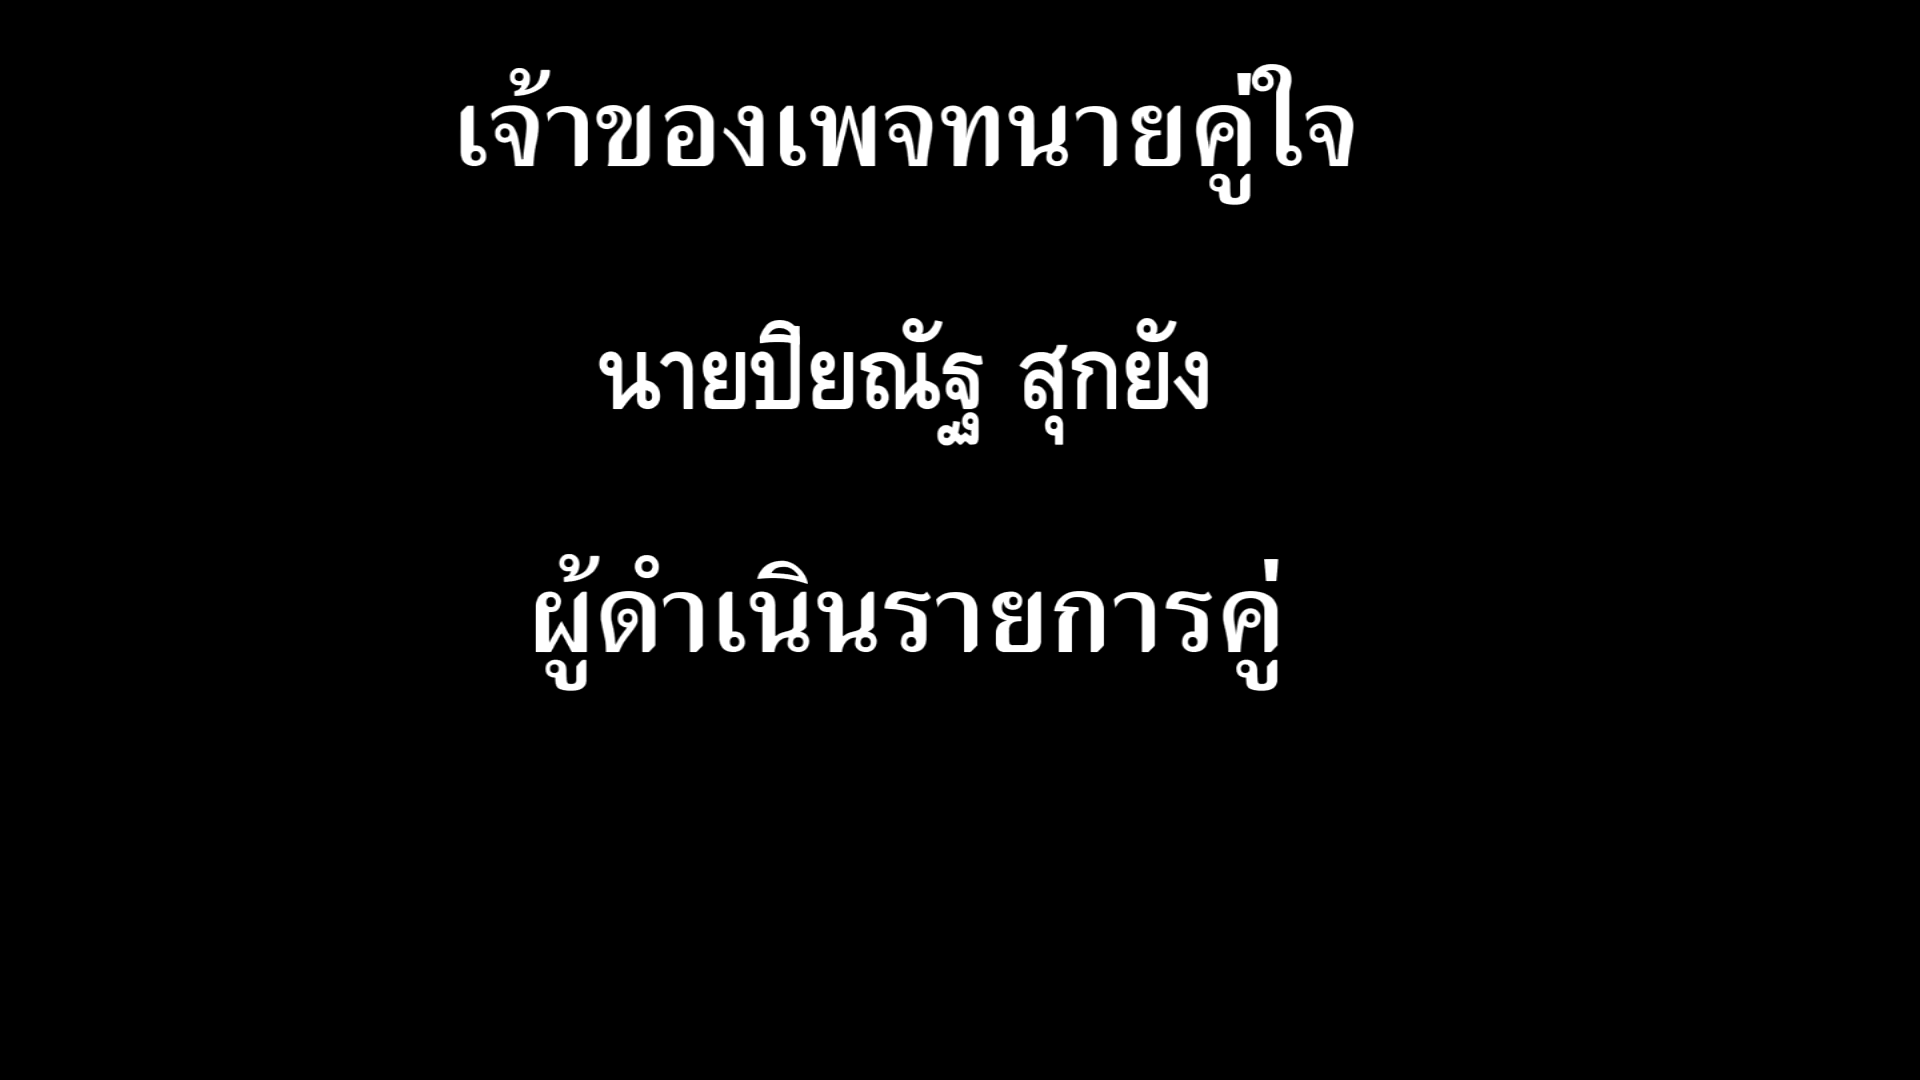 เจ้าของเพจทนายคู่ใจ
นายปิยณัฐ สุกยัง
ผู้ดำเนินรายการคู่